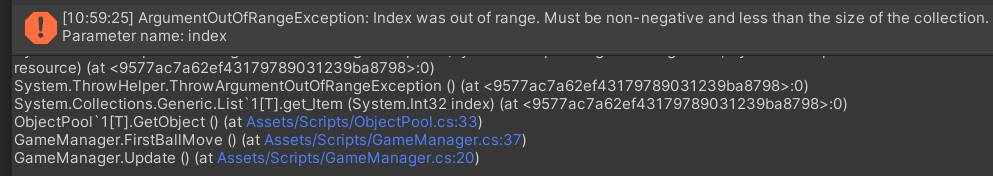 [10:59:25] ArgumentOutOfRangeException: Index was out of range. Must be non-negative and less than the size of the collection.
Parameter name: index
resource) (at <9577ac7a62ef43179789031239ba8798>:0)
System.ThrowHelper.ThrowArgumentOutOfRangeException () (at <9577ac7a62ef43179789031239ba8798>:0)
System.Collections.Generic.List`1[T].get_Item (System.Int32 index) (at <9577ac7a62ef43179789031239ba8798>:0)
ObjectPool`1[T].GetObject () (at Assets/Scripts/ObjectPool.cs:33)
GameManager.FirstBallMove () (at Assets/Scripts/GameManager.cs:37)
GameManager.Update () (at Assets/Scripts/GameManager.cs:20)